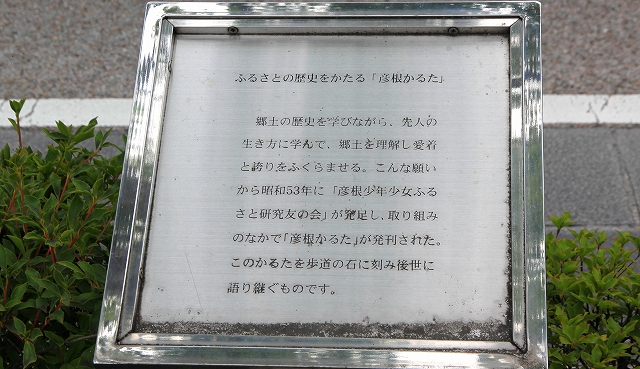 ふるさとの歴史をかたる「彦根かるた」
郷土の歴史を学びながら、先人の
生き方に学んで、郷土を理解し愛着
と誇りをふくらませる。こんな願い
から昭和53年に「彦根少年少女ふる
さと研究友の会」が発足し、取り組み
のなかで「彦根かるた」が発刊された。
このかるたを歩道の石に刻み後世に
語り継ぐものです。